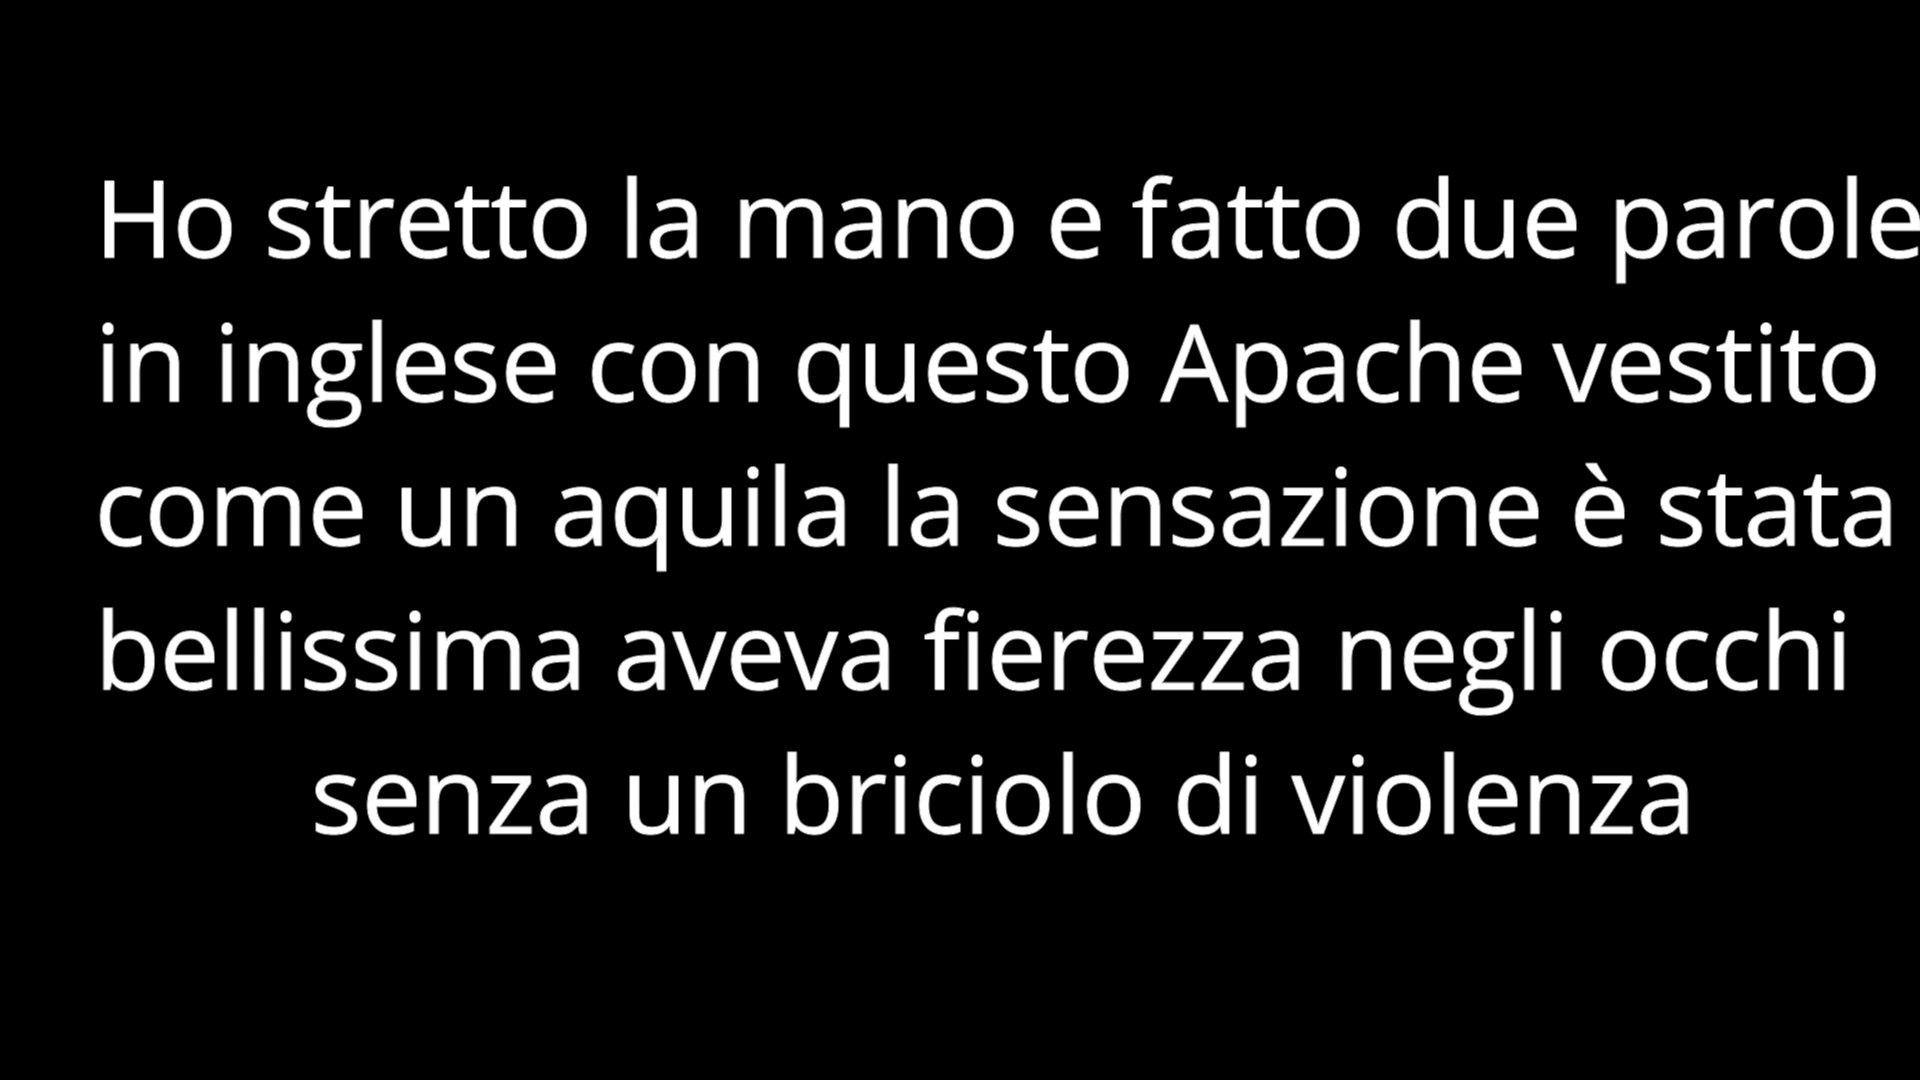 Ho stretto la mano e fatto due parole
in inglese con questo Apache vestito
come un aquila la sensazione è stata
bellissima aveva fierezza negli occhi
senza un briciolo di violenza